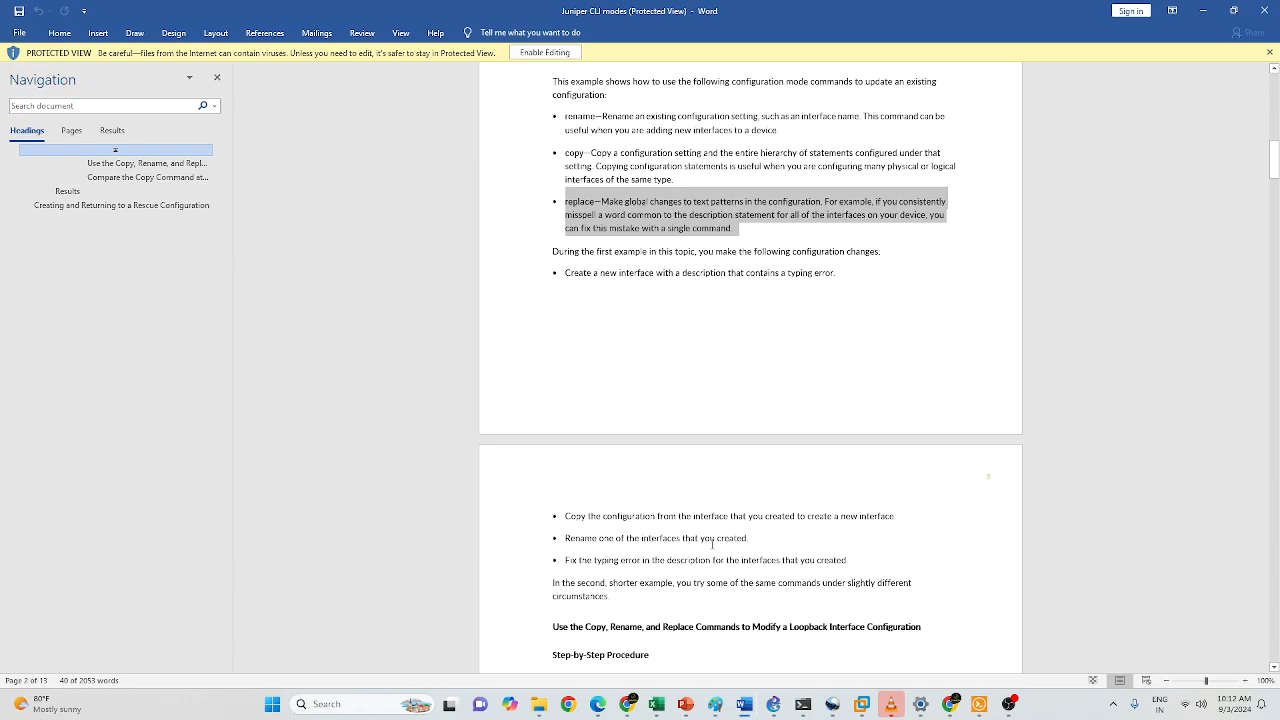 Juniper CLI modes [Protected View] - Word
Sign in
File Home Insert Draw Design Layout References Mailings Review View Help Tell me what you want to do Share
PROTECTED VIEW Be careful—files from the Internet can contain viruses. Unless you need to edit, it's safer to stay in Protected View. Enable Editing
Navigation
Search document
Headings Pages Results
Use the Copy, Rename, and Repl...
Compare the Copy Command at...
Results
Creating and Returning to a Rescue Configuration
This example shows how to use the following configuration mode commands to update an existing
configuration:
• rename—Rename an existing configuration setting, such as an interface name. This command can be
useful when you are adding new interfaces to a device.
• copy—Copy a configuration setting and the entire hierarchy of statements configured under that
setting. Copying configuration statements is useful when you are configuring many physical or logical
interfaces of the same type.
• replace—Make global changes to text patterns in the configuration. For example, if you consistently
misspell a word common to the description statement for all of the interfaces on your device, you
can fix this mistake with a single command.
During the first example in this topic, you make the following configuration changes:
• Create a new interface with a description that contains a typing error.
3
• Copy the configuration from the interface that you created to create a new interface.
• Rename one of the interfaces that you created.
• Fix the typing error in the description for the interfaces that you created.
In the second, shorter example, you try some of the same commands under slightly different
circumstances.
Use the Copy, Rename, and Replace Commands to Modify a Loopback Interface Configuration
Step-by-Step Procedure
Page 2 of 13 40 of 2053 words
100%
80°F
Mostly sunny
Search
ENG
IN
10:12 AM
9/3/2024